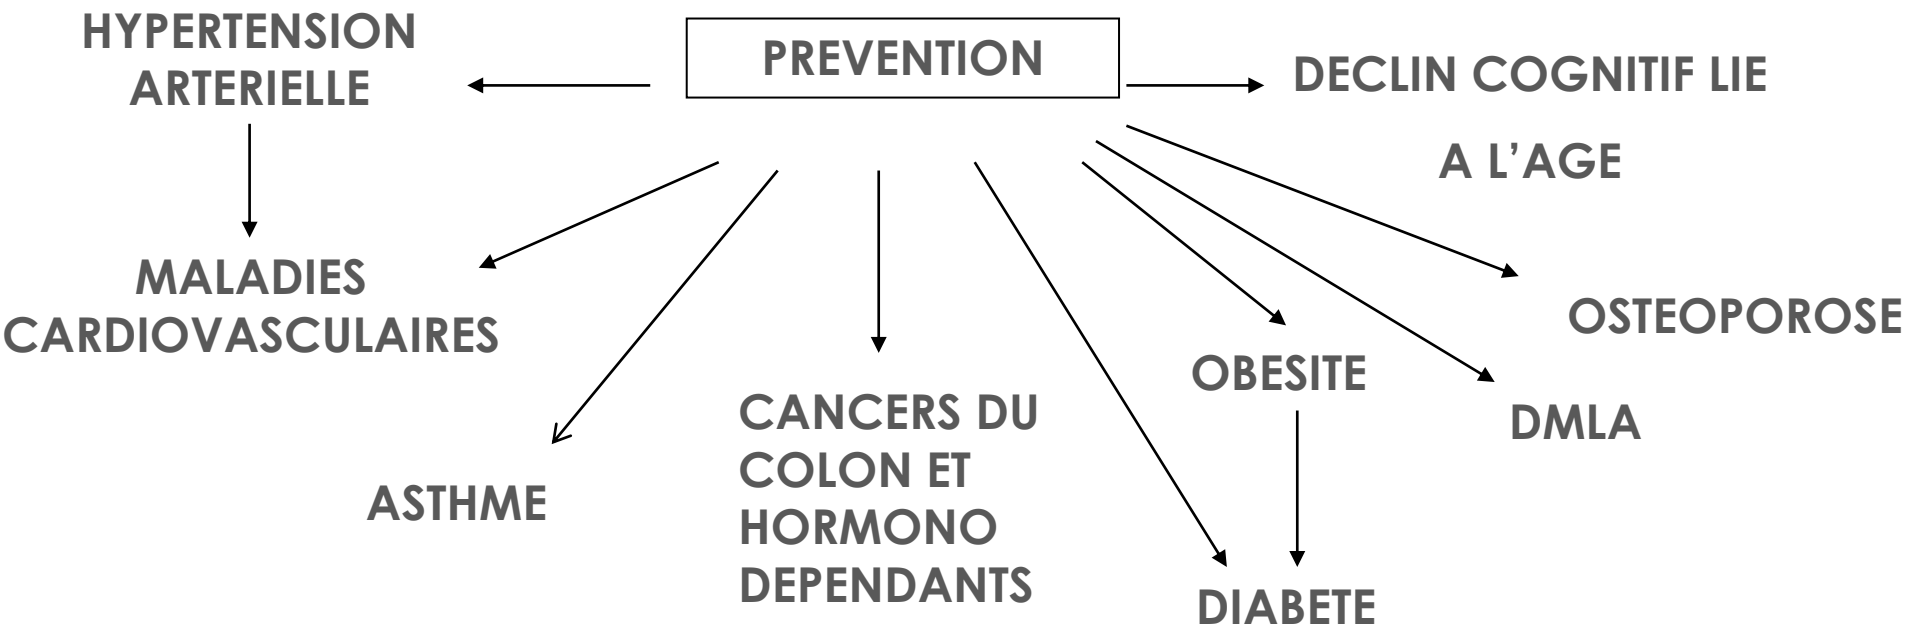 HYPERTENSION
ARTERIELLE
PREVENTION
DECLIN COGNITIF LIE
A L’AGE
MALADIES
CARDIOVASCULAIRES
OSTEOPOROSE
OBESITE
DMLA
CANCERS DU
COLON ET
HORMONO
DEPENDANTS
ASTHME
DIABETE